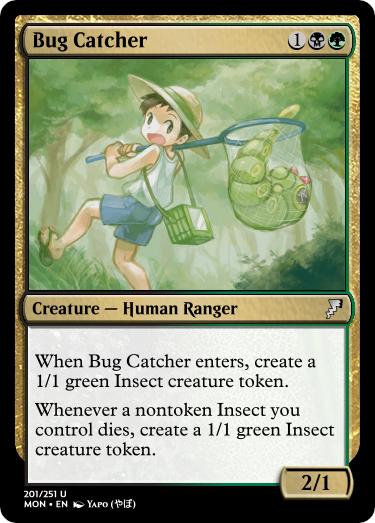 Bug Catcher 1
Creature — Human Ranger
When Bug Catcher enters, create a
1/1 green Insect creature token.
Whenever a nontoken Insect you
control dies, create a 1/1 green Insect
creature token.
2/1
201/251 U
MON • EN Yapo (やぽ)